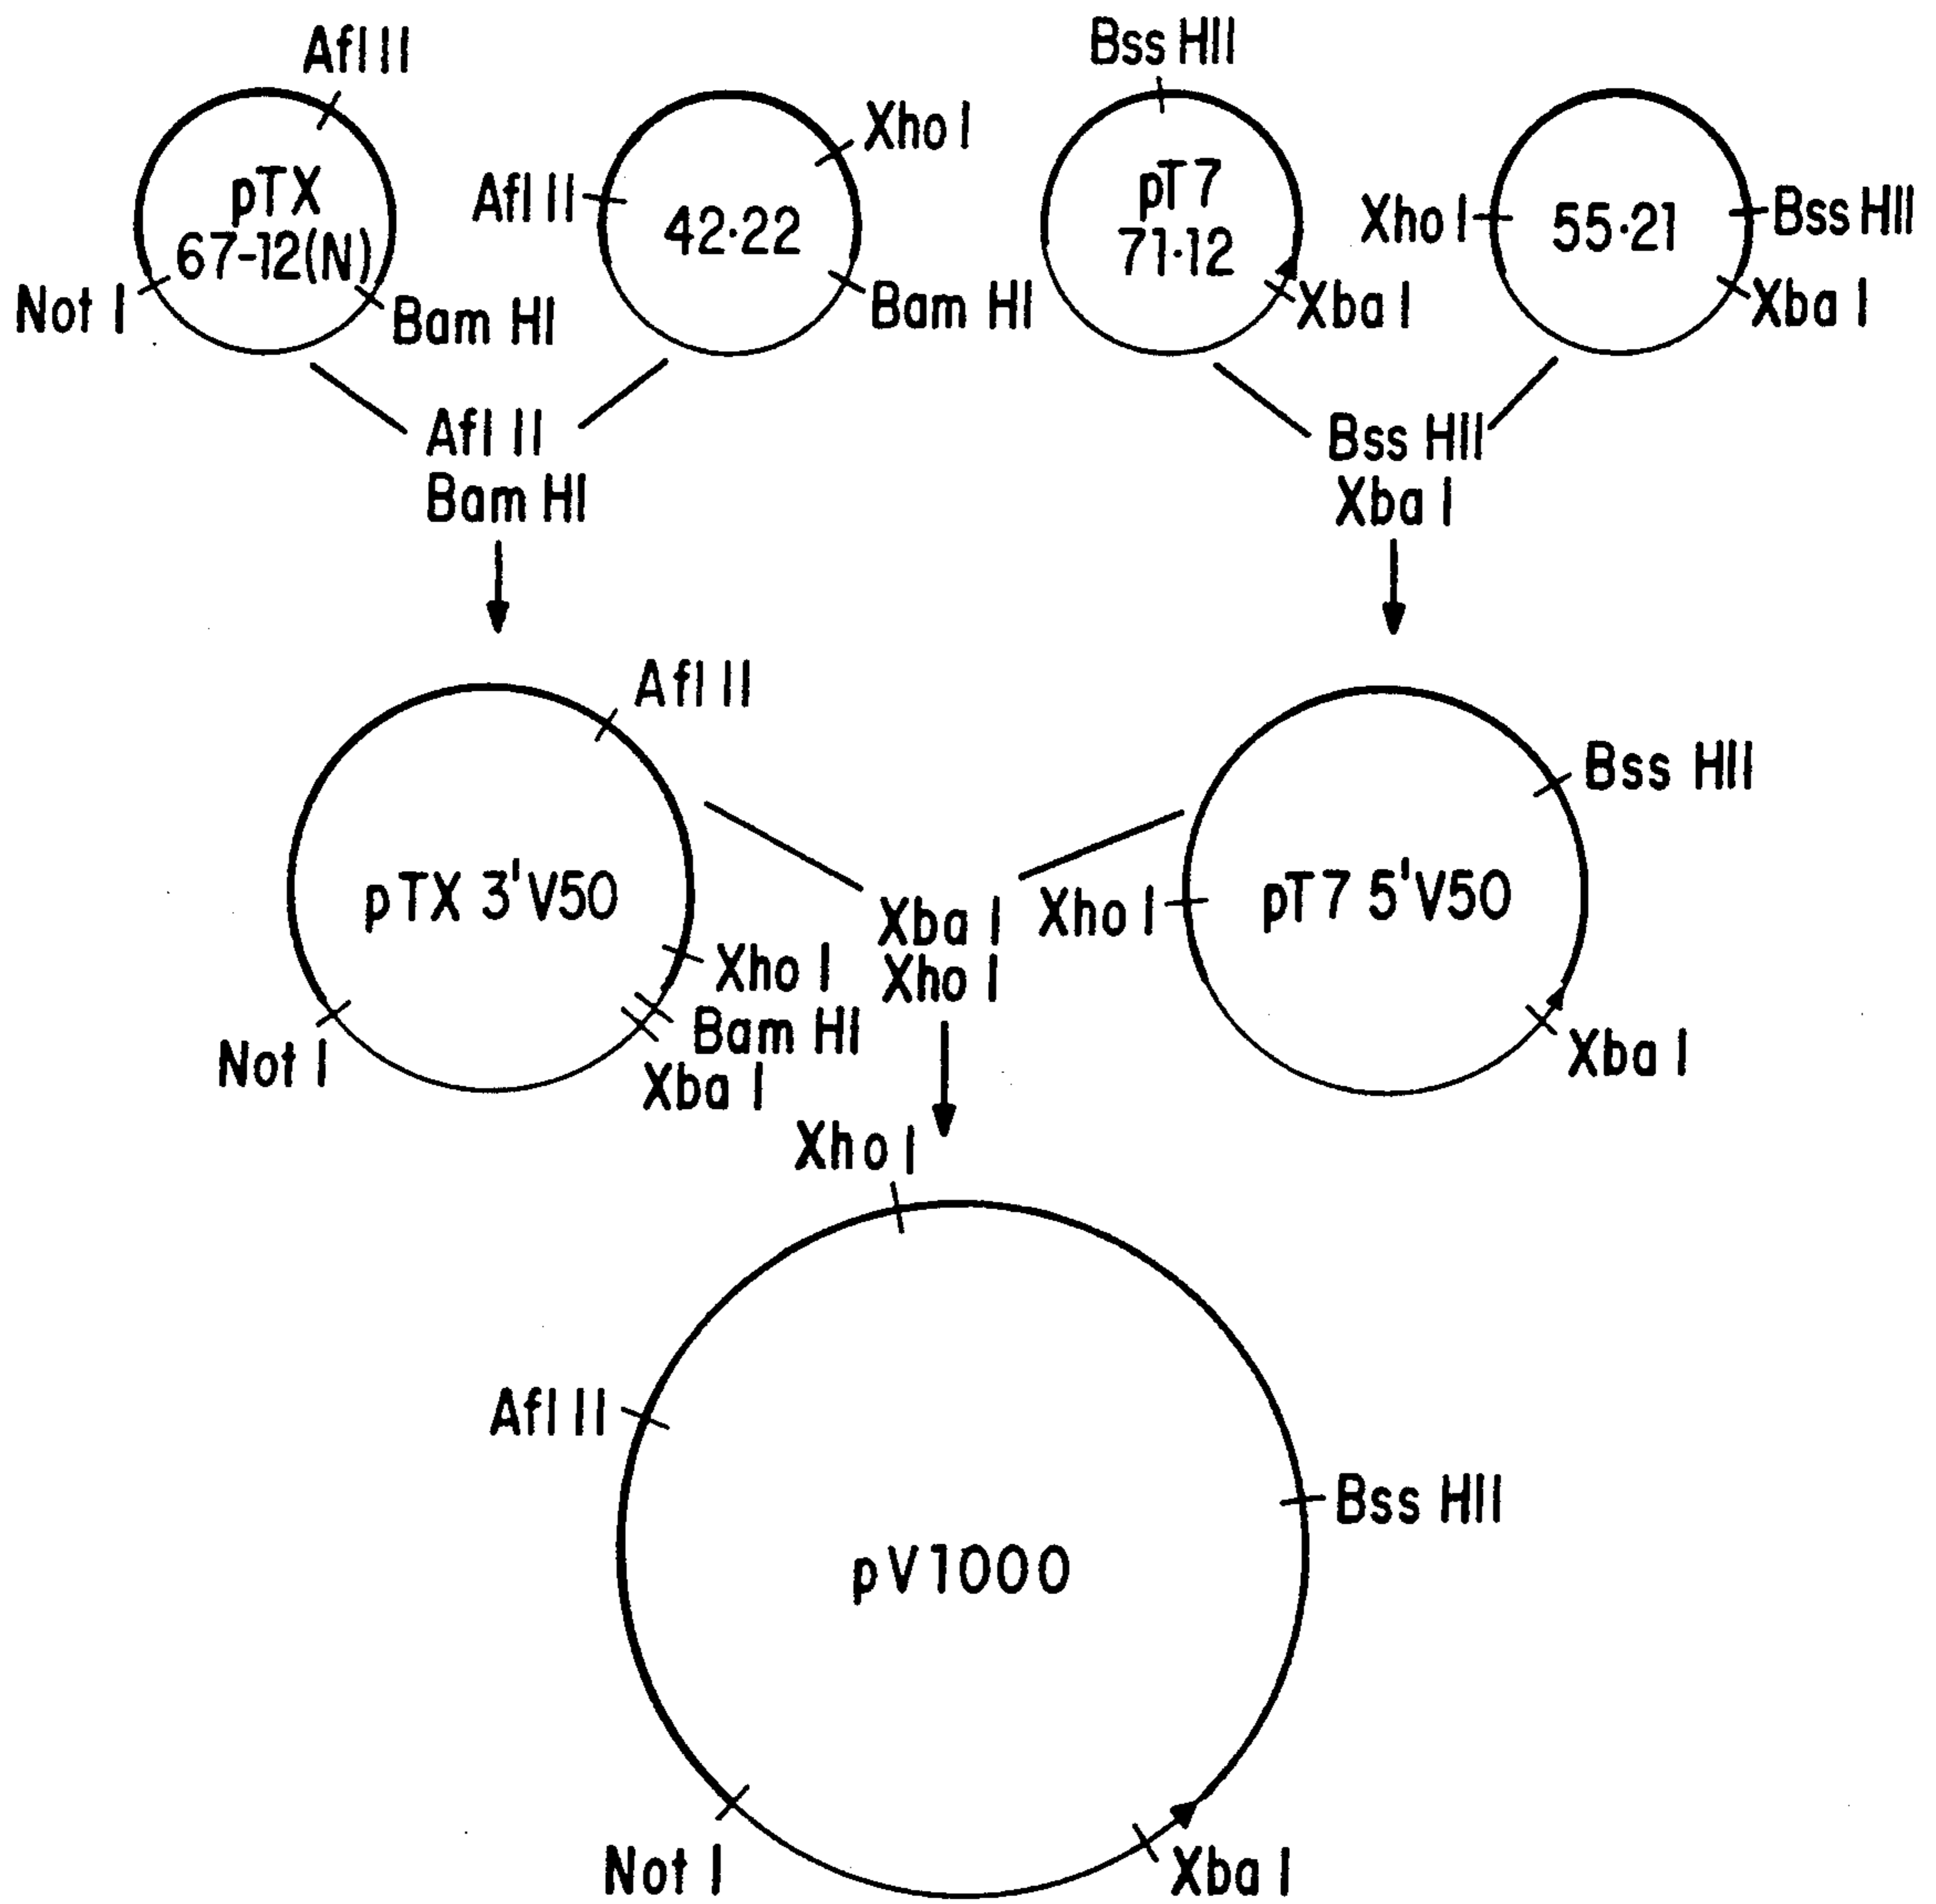 Afl II
pTX
67-12(N)
Not I
Bam HI
Xho I
Afl II
42·22
Bam HI
Bss HII
pT7
71·12
Xba I
Xho I
55·21
Bss HII
Xba I
Afl II
Bam HI
Bss HII
Xba I
Afl II
pTX 3'V50
Xho I
Bam HI
Xba I
Not I
Xba I
Xho I
Bss HII
Xho I
pT7 5'V50
Xba I
Xho I
Afl II
Bss HII
pV1000
Not I
Xba I